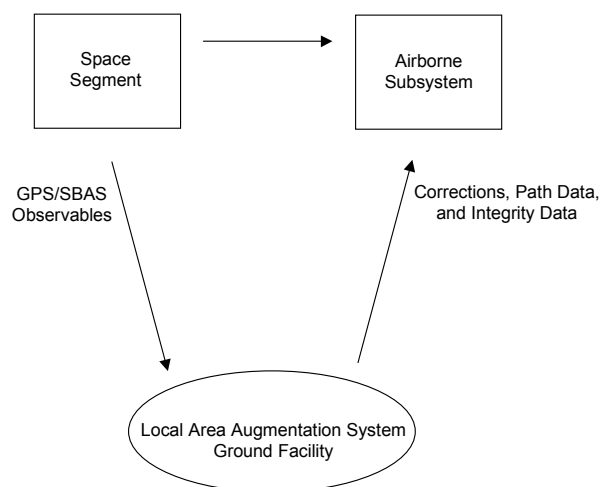 Space
Segment
Airborne
Subsystem
GPS/SBAS
Observables
Corrections, Path Data,
and Integrity Data
Local Area Augmentation System
Ground Facility